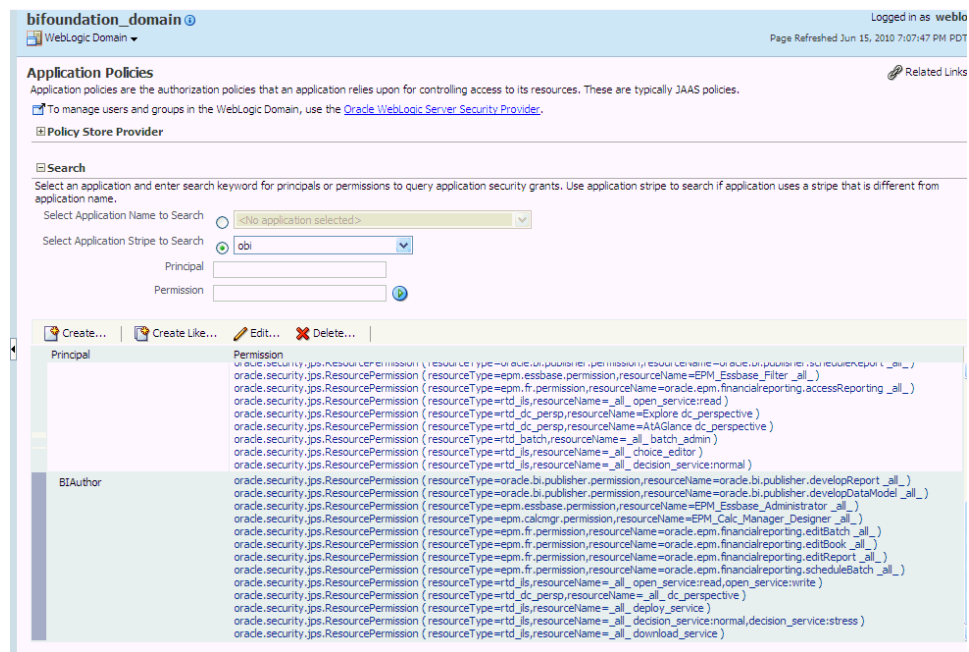 bifoundation_domain
Logged in as weblo
WebLogic Domain
Page Refreshed Jun 15, 2010 7:07:47 PM PDT
Application Policies
Related Links
Application policies are the authorization policies that an application relies upon for controlling access to its resources. These are typically JAAS policies.
To manage users and groups in the WebLogic Domain, use the Oracle WebLogic Server Security Provider.
Policy Store Provider
Search
Select an application and enter search keyword for principals or permissions to query application security grants. Use application stripe to search if application uses a stripe that is different from
application name.
Select Application Name to Search
<No application selected>
Select Application Stripe to Search
obi
Principal
Permission
Create... Create Like... Edit... Delete...
Principal Permission
oracle.security.jps.ResourcePermission ( resourceType=oracle.bi.publisher.permission,resourceName=oracle.bi.publisher.scheduleReport _all_ )
oracle.security.jps.ResourcePermission ( resourceType=epm.essbase.permission,resourceName=EPM_Essbase_Filter _all_ )
oracle.security.jps.ResourcePermission ( resourceType=epm.fr.permission,resourceName=oracle.epm.financialreporting.accessReporting _all_ )
oracle.security.jps.ResourcePermission ( resourceType=rtd_ils,resourceName=_all_ open_service:read )
oracle.security.jps.ResourcePermission ( resourceType=rtd_dc_persp,resourceName=Explore dc_perspective )
oracle.security.jps.ResourcePermission ( resourceType=rtd_dc_persp,resourceName=AtAGlance dc_perspective )
oracle.security.jps.ResourcePermission ( resourceType=rtd_batch,resourceName=_all_ batch_admin )
oracle.security.jps.ResourcePermission ( resourceType=rtd_ils,resourceName=_all_ choice_editor )
oracle.security.jps.ResourcePermission ( resourceType=rtd_ils,resourceName=_all_ decision_service:normal )
BIAuthor
oracle.security.jps.ResourcePermission ( resourceType=oracle.bi.publisher.permission,resourceName=oracle.bi.publisher.developReport _all_ )
oracle.security.jps.ResourcePermission ( resourceType=oracle.bi.publisher.permission,resourceName=oracle.bi.publisher.developDataModel _all_ )
oracle.security.jps.ResourcePermission ( resourceType=epm.essbase.permission,resourceName=EPM_Essbase_Administrator _all_ )
oracle.security.jps.ResourcePermission ( resourceType=epm.calcmgr.permission,resourceName=EPM_Calc_Manager_Designer _all_ )
oracle.security.jps.ResourcePermission ( resourceType=epm.fr.permission,resourceName=oracle.epm.financialreporting.editBatch _all_ )
oracle.security.jps.ResourcePermission ( resourceType=epm.fr.permission,resourceName=oracle.epm.financialreporting.editBook _all_ )
oracle.security.jps.ResourcePermission ( resourceType=epm.fr.permission,resourceName=oracle.epm.financialreporting.editReport _all_ )
oracle.security.jps.ResourcePermission ( resourceType=epm.fr.permission,resourceName=oracle.epm.financialreporting.scheduleBatch _all_ )
oracle.security.jps.ResourcePermission ( resourceType=rtd_ils,resourceName=_all_ open_service:read,open_service:write )
oracle.security.jps.ResourcePermission ( resourceType=rtd_dc_persp,resourceName=_all_ dc_perspective )
oracle.security.jps.ResourcePermission ( resourceType=rtd_ils,resourceName=_all_ deploy_service )
oracle.security.jps.ResourcePermission ( resourceType=rtd_ils,resourceName=_all_ decision_service:normal,decision_service:stress )
oracle.security.jps.ResourcePermission ( resourceType=rtd_ils,resourceName=_all_ download_service )